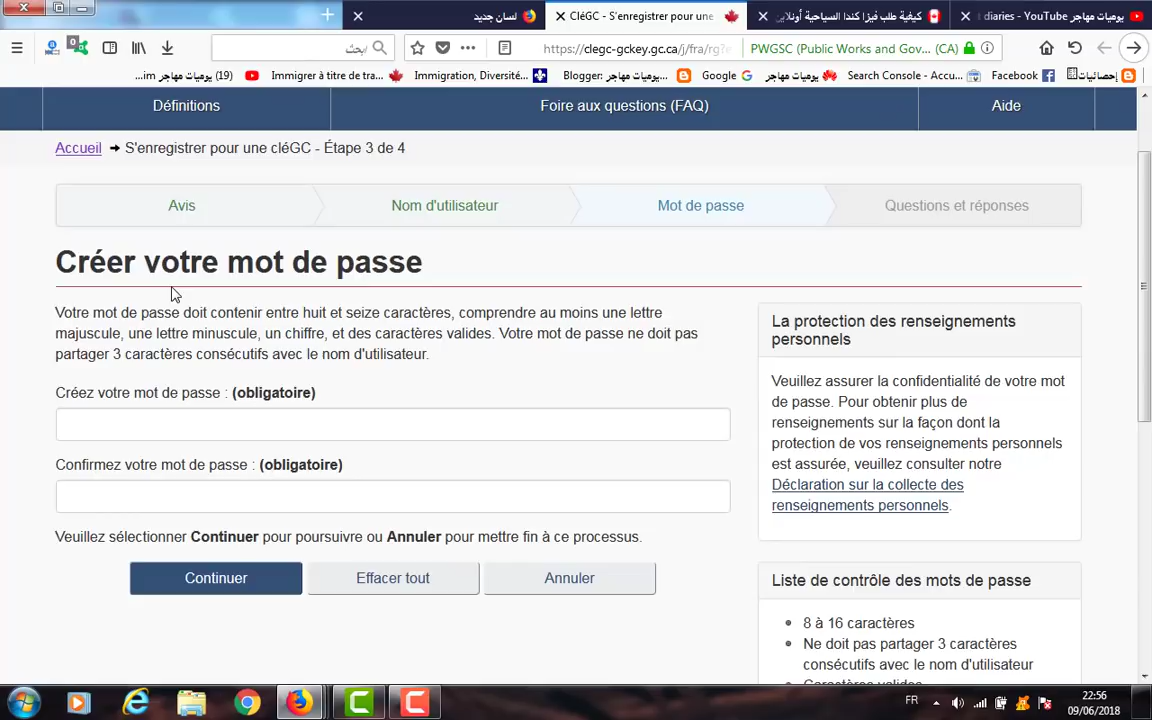 لسان جديد
CléGC - S'enregistrer pour une
كيفية طلب فيزا كندا السياحية أونلاين
يوميات مهاجر diaries - YouTube
ابحث
https://clegc-gckey.gc.ca/j/fra/rg?
PWGSC (Public Works and Gov... (CA)
(19) يوميات مهاجر im...
Immigrer à titre de tra...
Immigration, Diversité...
Blogger: يوميات مهاجر...
Google
يوميات مهاجر
Search Console - Accu...
Facebook
إحصائيات
Définitions
Foire aux questions (FAQ)
Aide
Accueil ➜ S'enregistrer pour une cléGC - Étape 3 de 4
Avis
Nom d'utilisateur
Mot de passe
Questions et réponses
Créer votre mot de passe
Votre mot de passe doit contenir entre huit et seize caractères, comprendre au moins une lettre
majuscule, une lettre minuscule, un chiffre, et des caractères valides. Votre mot de passe ne doit pas
partager 3 caractères consécutifs avec le nom d'utilisateur.
Créez votre mot de passe : (obligatoire)
Confirmez votre mot de passe : (obligatoire)
Veuillez sélectionner Continuer pour poursuivre ou Annuler pour mettre fin à ce processus.
Continuer
Effacer tout
Annuler
La protection des renseignements
personnels
Veuillez assurer la confidentialité de votre mot
de passe. Pour obtenir plus de
renseignements sur la façon dont la
protection de vos renseignements personnels
est assurée, veuillez consulter notre
Déclaration sur la collecte des
renseignements personnels.
Liste de contrôle des mots de passe
8 à 16 caractères
Ne doit pas partager 3 caractères
consécutifs avec le nom d'utilisateur
Caractères valides
FR
22:56
09/06/2018